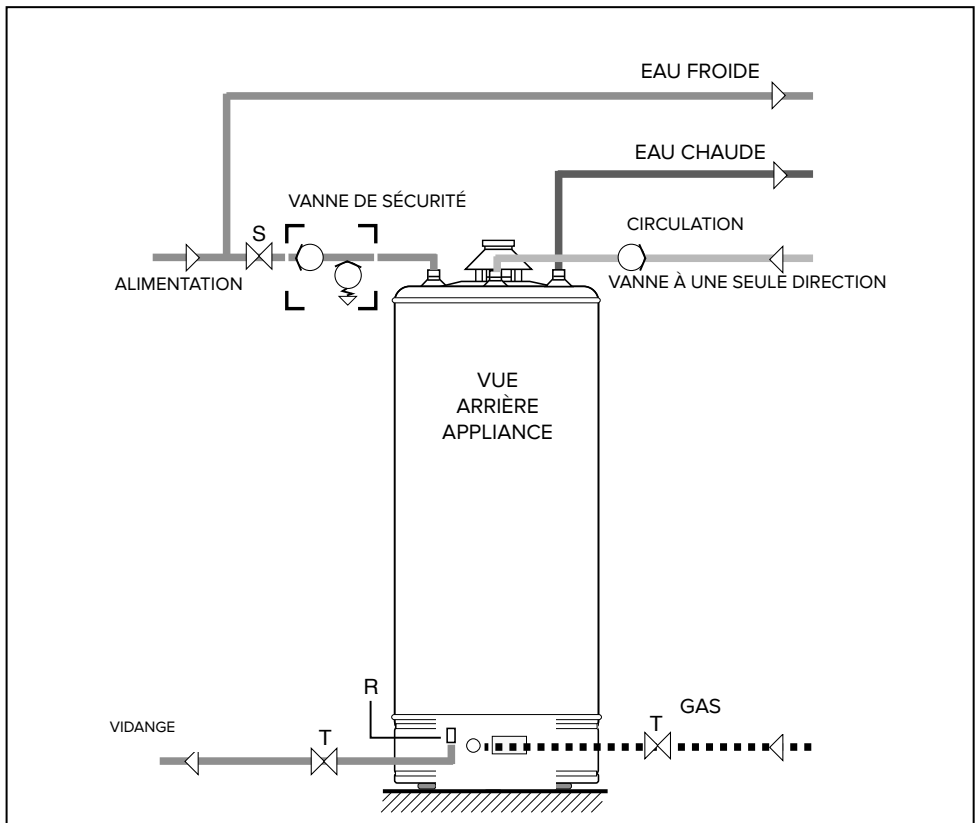 EAU FROIDE
EAU CHAUDE
VANNE DE SÉCURITÉ
S
CIRCULATION
ALIMENTATION
VANNE À UNE SEULE DIRECTION
VUE
ARRIÈRE
APPLIANCE
R
GAS
VIDANGE
T
T